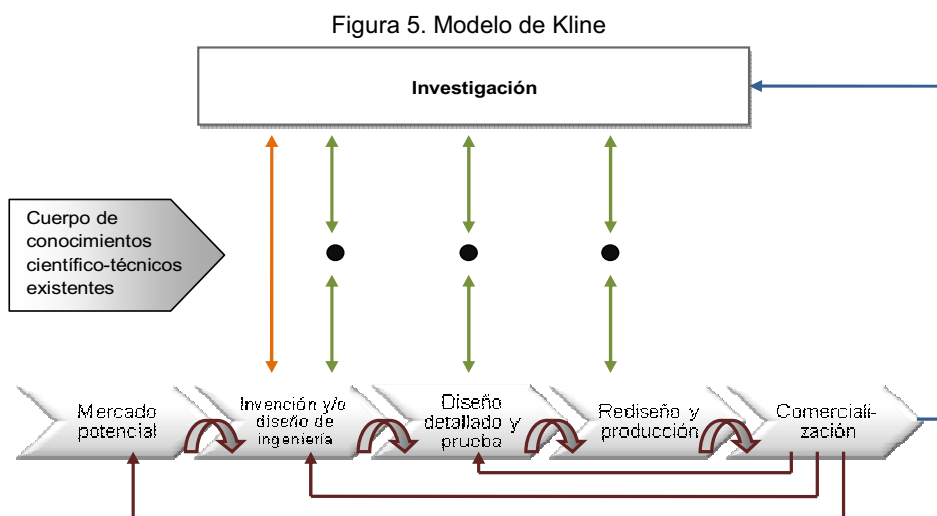 Figura 5. Modelo de Kline
Investigación
Cuerpo de
conocimientos
científico-técnicos
existentes
Mercado
potencial
Invención y/o
diseño de
ingeniería
Diseño
detallado y
prueba
Rediseño y
producción
Comerciali-
zación